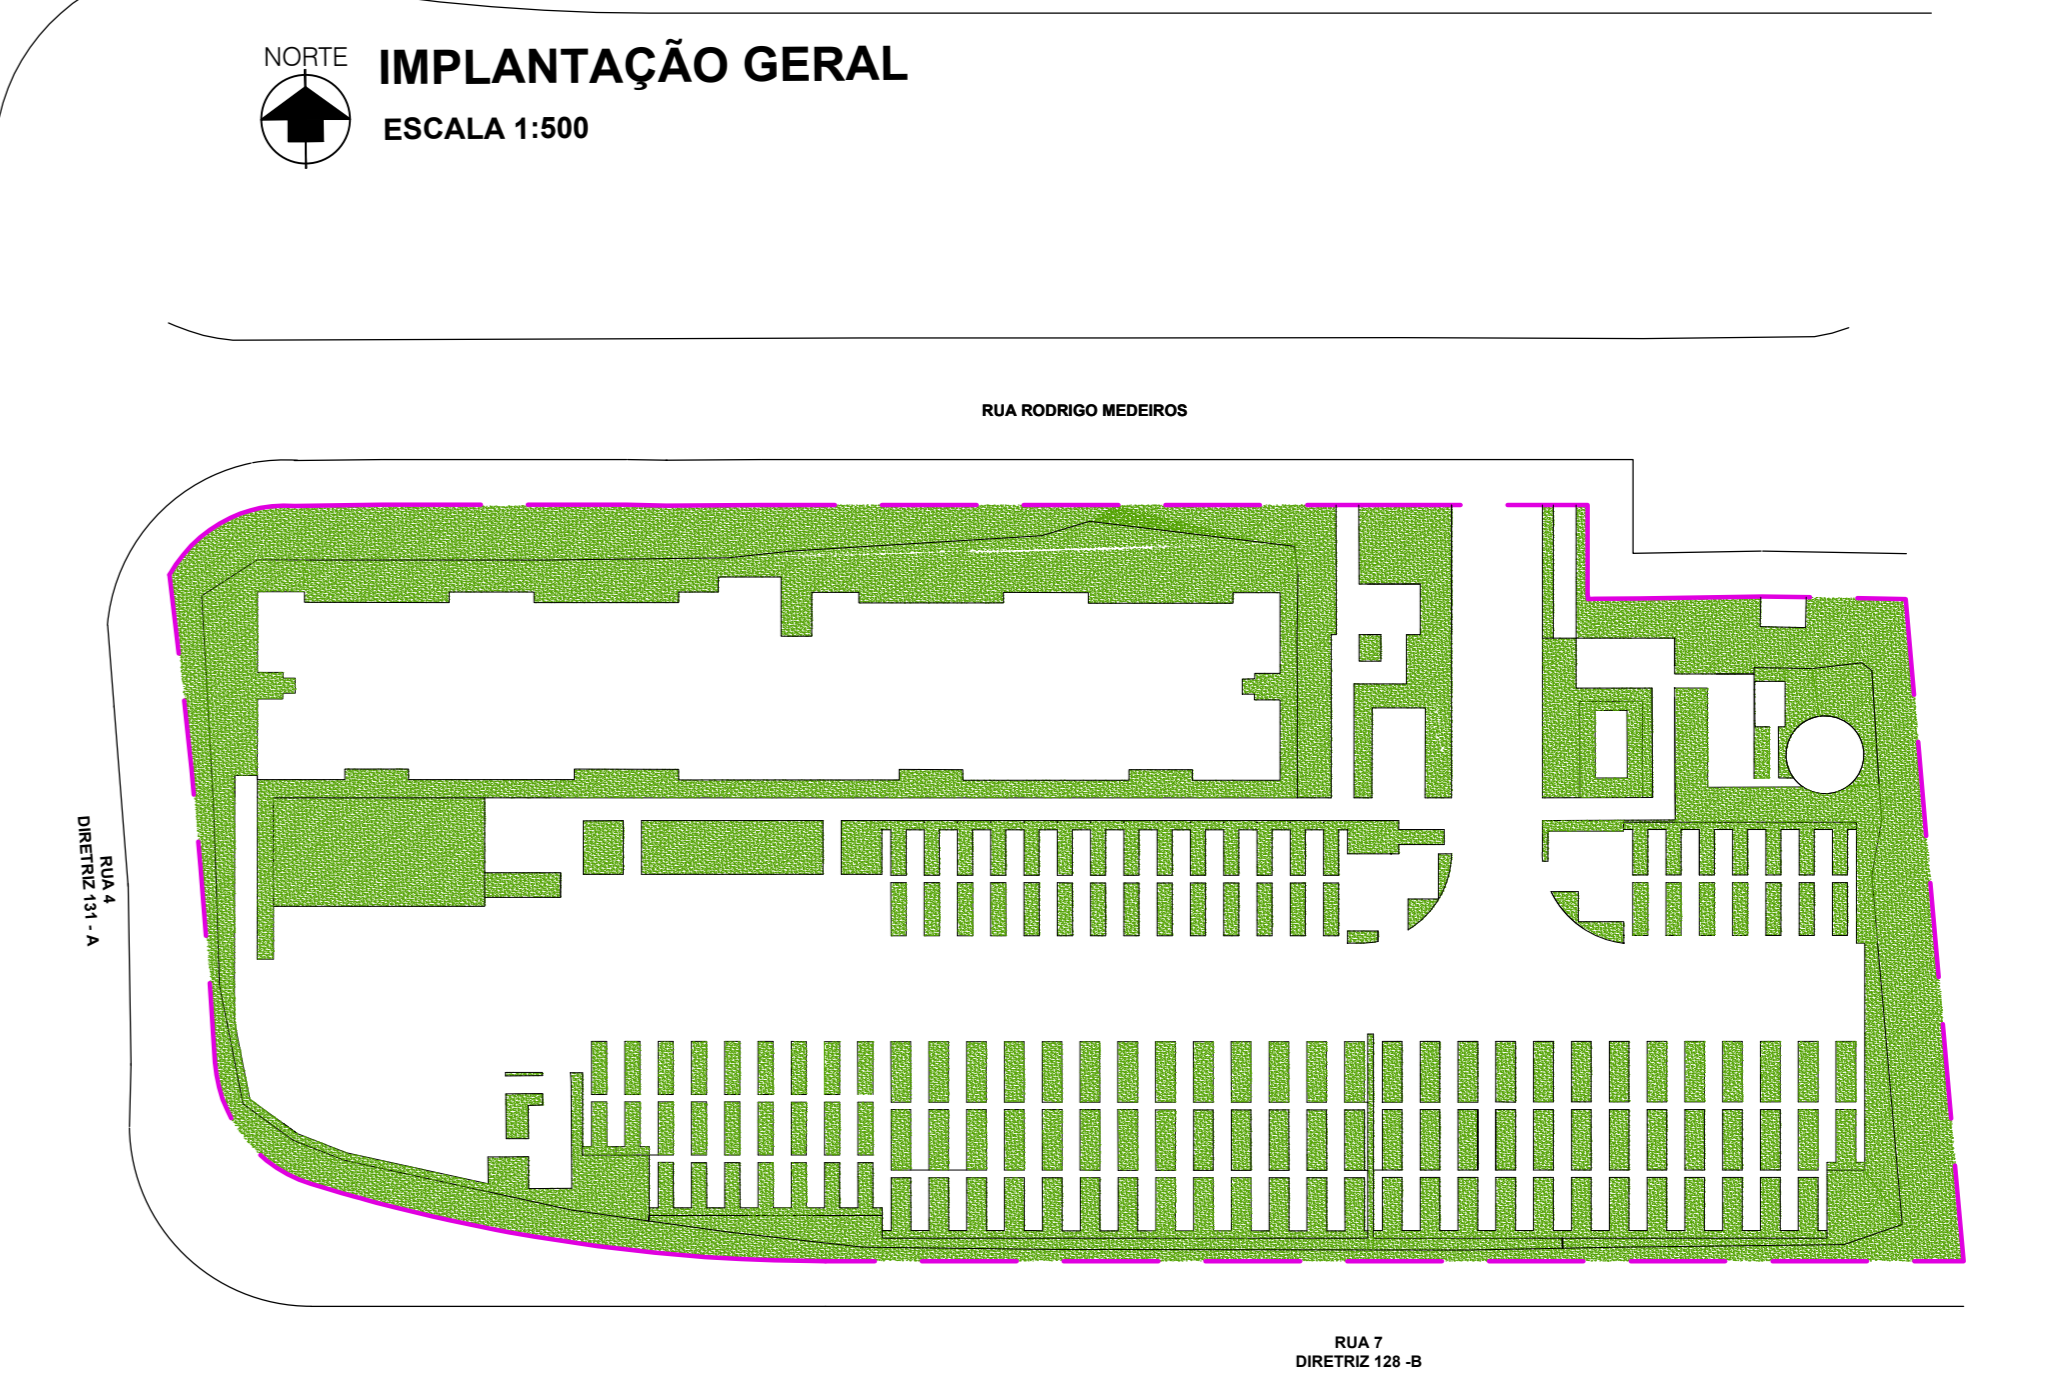 NORTE
IMPLANTAÇÃO GERAL
ESCALA 1:500
RUA RODRIGO MEDEIROS
RUA 4
DIRETRIZ 131 - A
RUA 7
DIRETRIZ 128 -B